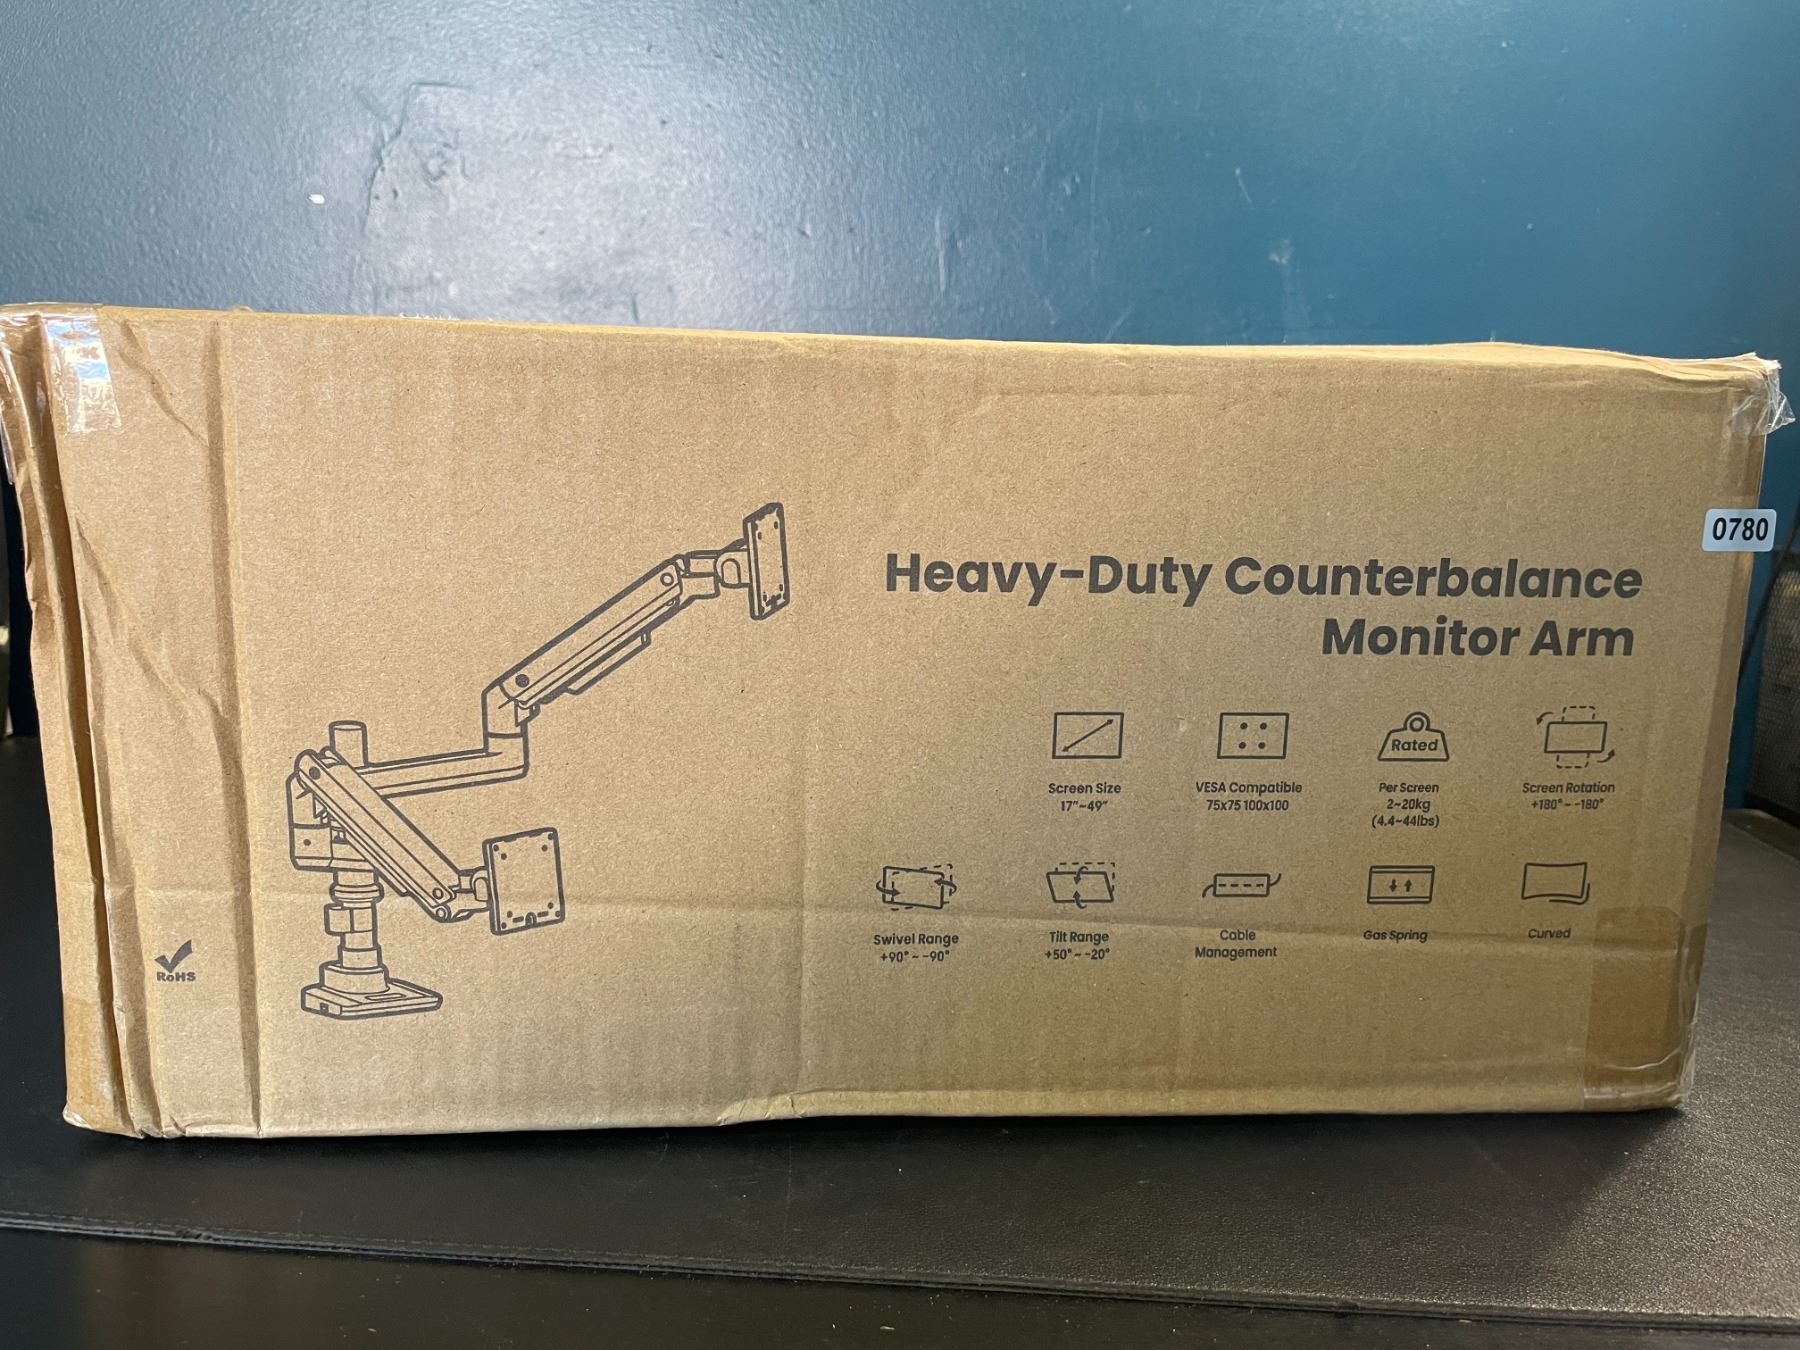 0780
Heavy-Duty Counterbalance
Monitor Arm
Rated
Screen Size
17"~49"
VESA Compatible
75x75 100x100
Per Screen
2~20kg
(4.4~44lbs)
Screen Rotation
+180° ~ -180°
Swivel Range
+90° ~ -90°
Tilt Range
+50° ~ -20°
Cable
Management
Gas Spring
Curved
RoHS